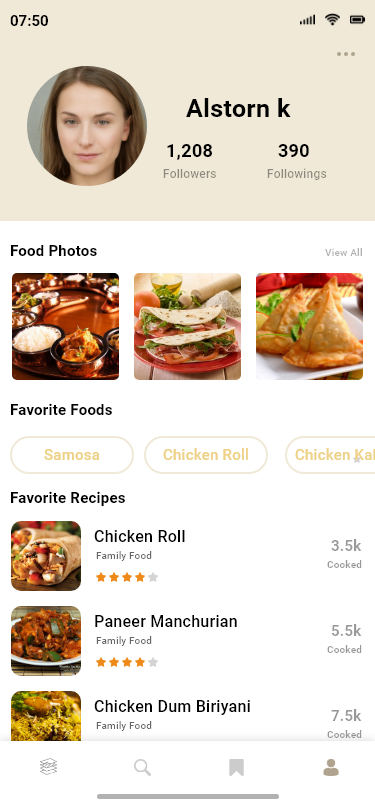 07:50
Alstorn k
1,208 390
Followers Followings
Food Photos View All
Favorite Foods
Samosa Chicken Roll Chicken
Favorite Recipes
Chicken Roll
Family Food
3.5k
Cooked
Paneer Manchurian
Family Food
5.5k
Cooked
Chicken Dum Biriyani
Family Food
7.5k
Cooked